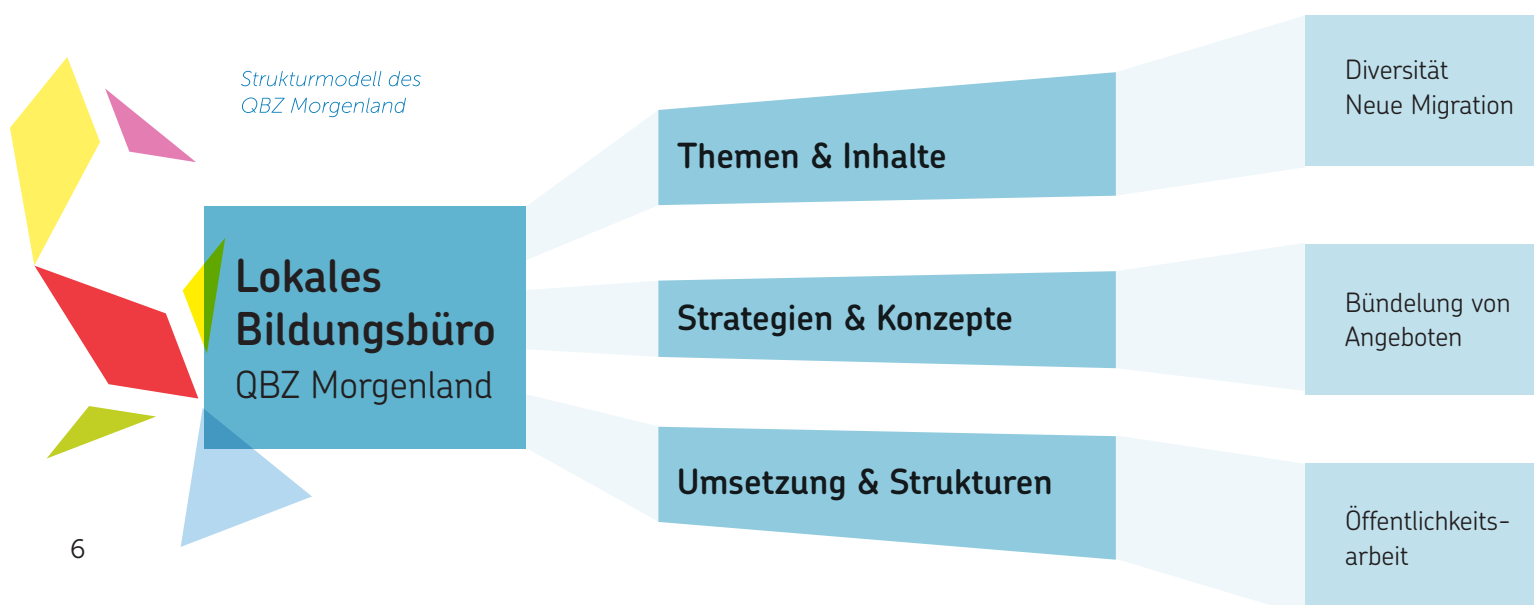 Strukturmodell des
QBZ Morgenland
Lokales
Bildungsbüro
QBZ Morgenland
Themen & Inhalte
Diversität
Neue Migration
Strategien & Konzepte
Bündelung von
Angeboten
Umsetzung & Strukturen
Öffentlichkeits-
arbeit
6